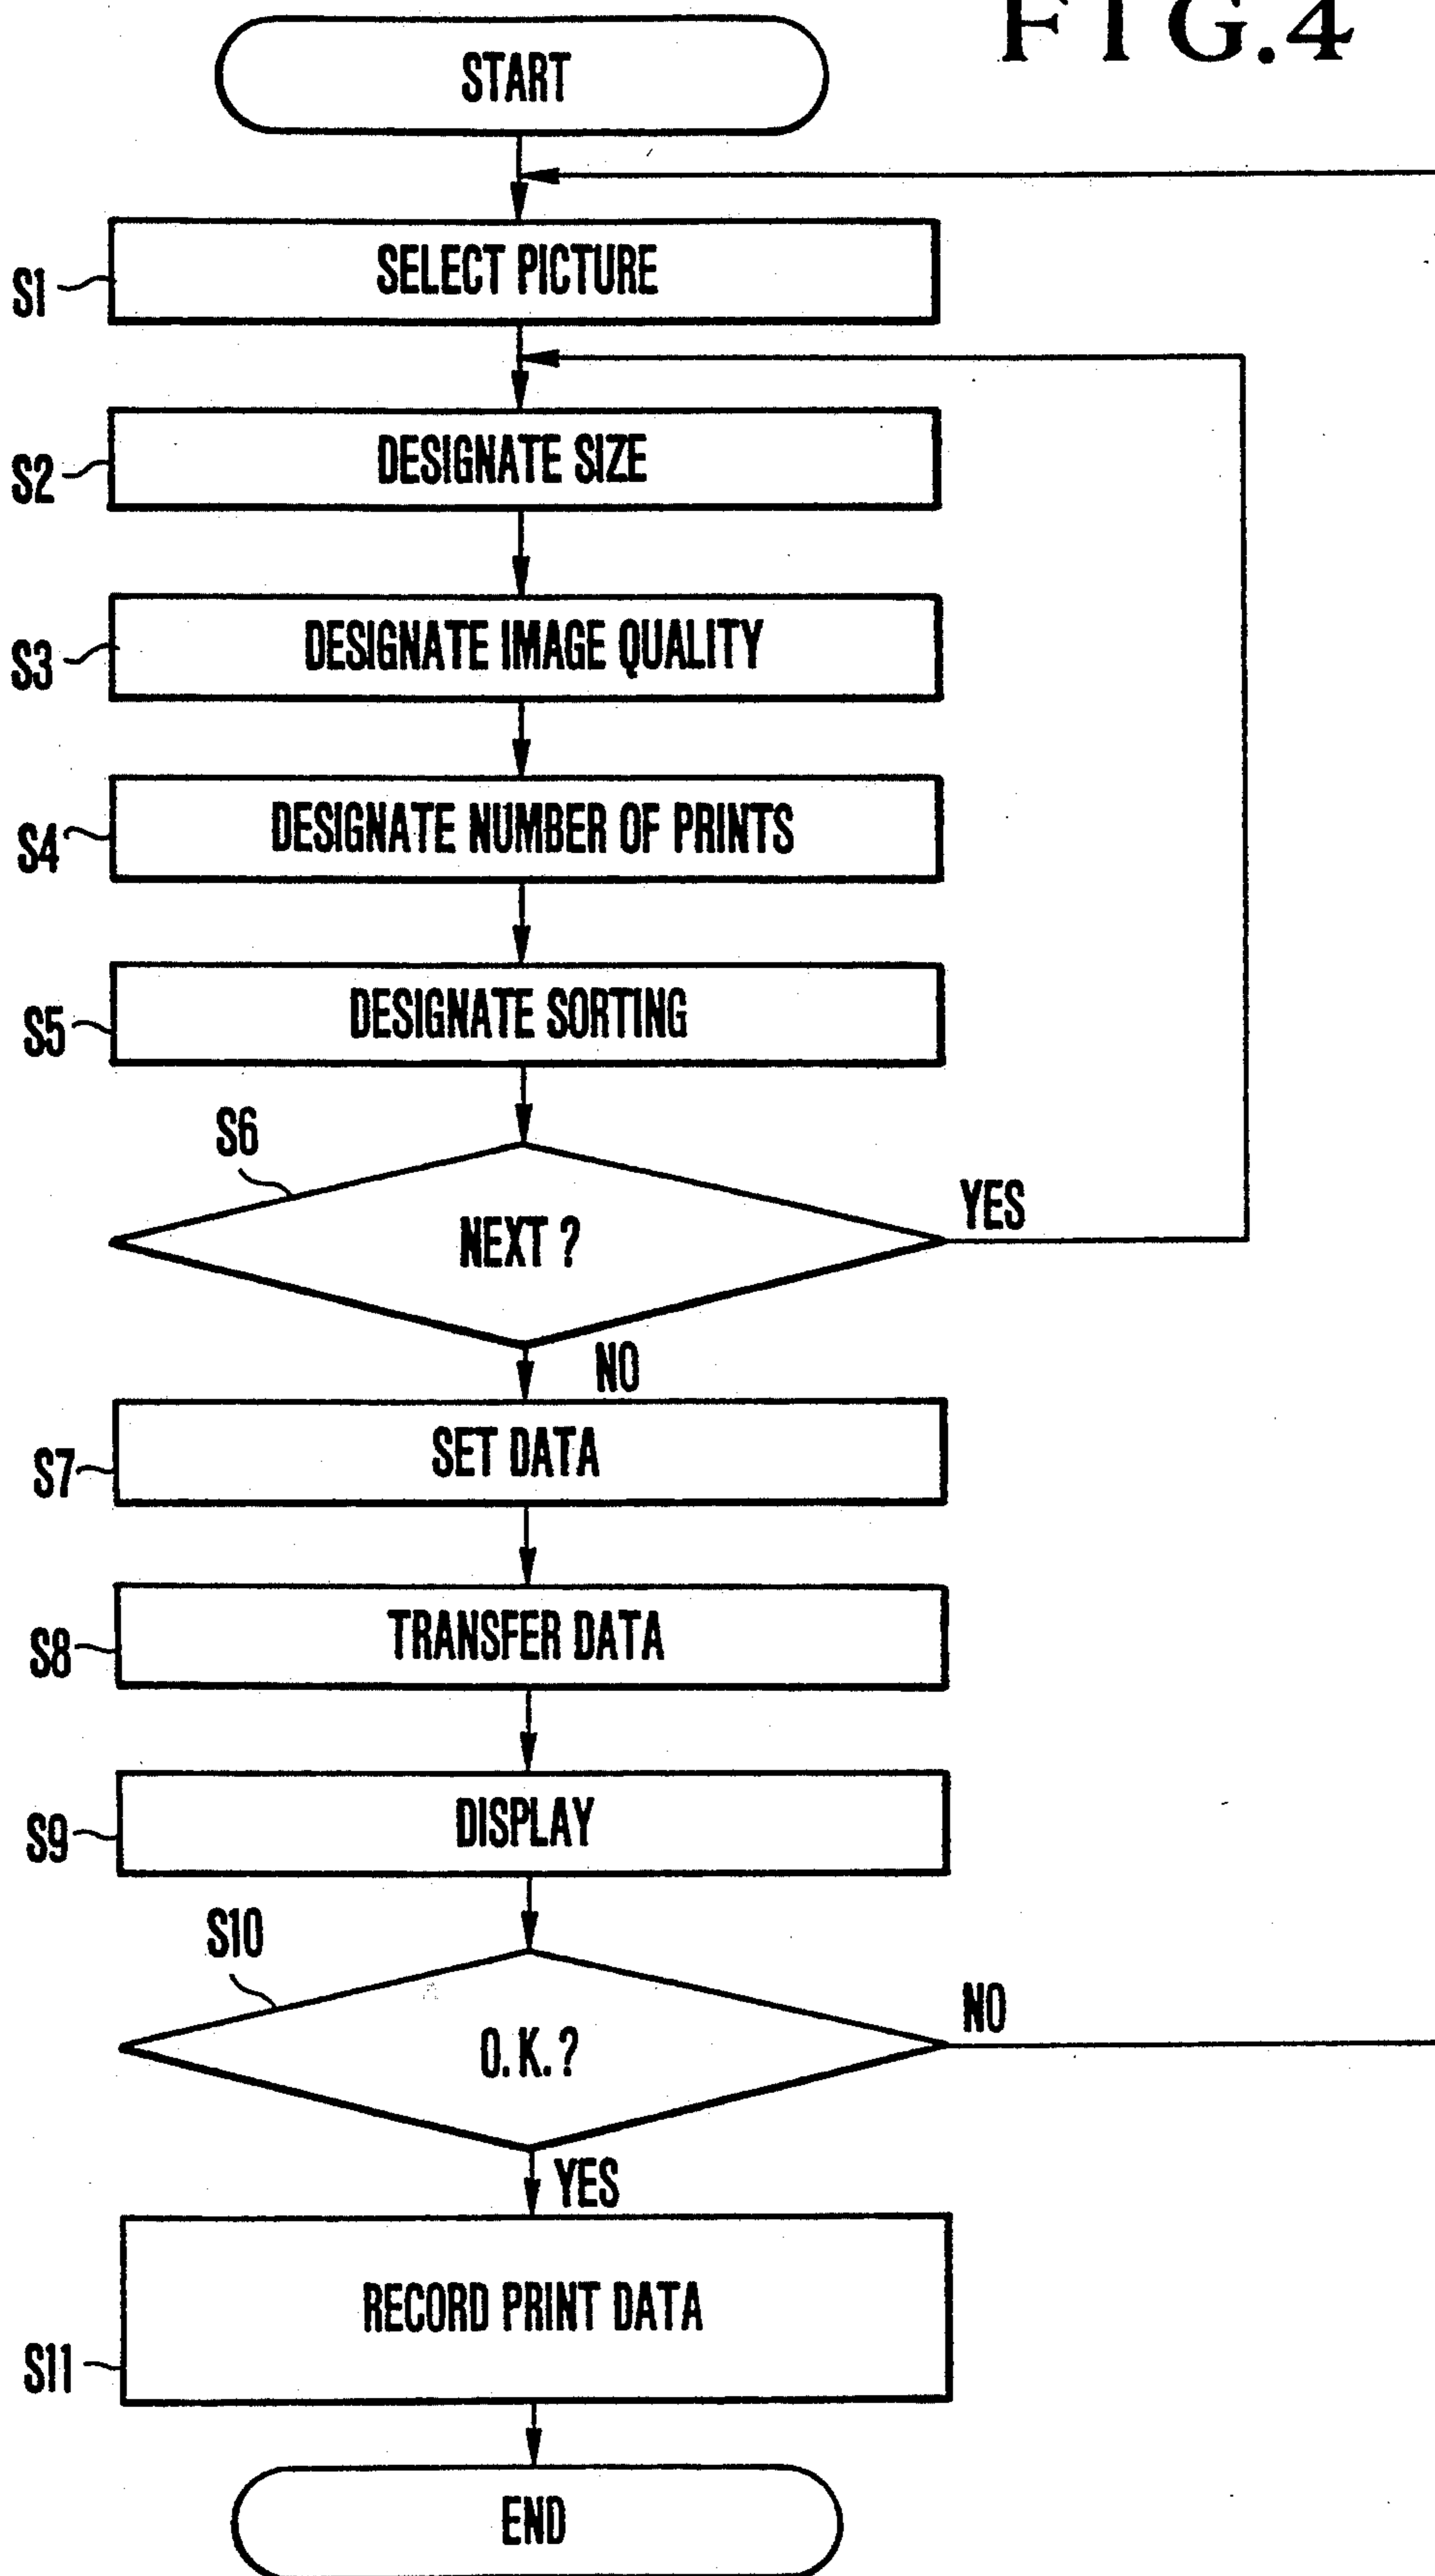 FIG.4
START
S1
SELECT PICTURE
S2
DESIGNATE SIZE
S3
DESIGNATE IMAGE QUALITY
S4
DESIGNATE NUMBER OF PRINTS
S5
DESIGNATE SORTING
S6
NEXT ?
YES
NO
S7
SET DATA
S8
TRANSFER DATA
S9
DISPLAY
S10
O.K.?
NO
YES
S11
RECORD PRINT DATA
END